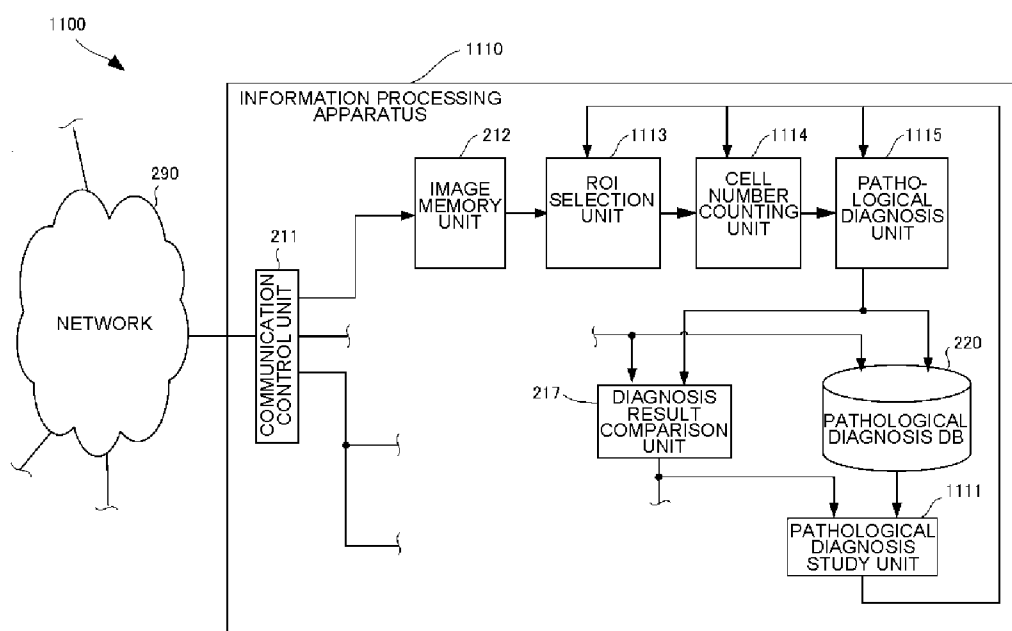 1100
1110
INFORMATION PROCESSING
APPARATUS
212
IMAGE
MEMORY
UNIT
1113
ROI
SELECTION
UNIT
1114
CELL
NUMBER
COUNTING
UNIT
1115
PATHO-
LOGICAL
DIAGNOSIS
UNIT
290
NETWORK
211
COMMUNICATION
CONTROL UNIT
217
DIAGNOSIS
RESULT
COMPARISON
UNIT
220
PATHOLOGICAL
DIAGNOSIS DB
1111
PATHOLOGICAL
DIAGNOSIS
STUDY UNIT